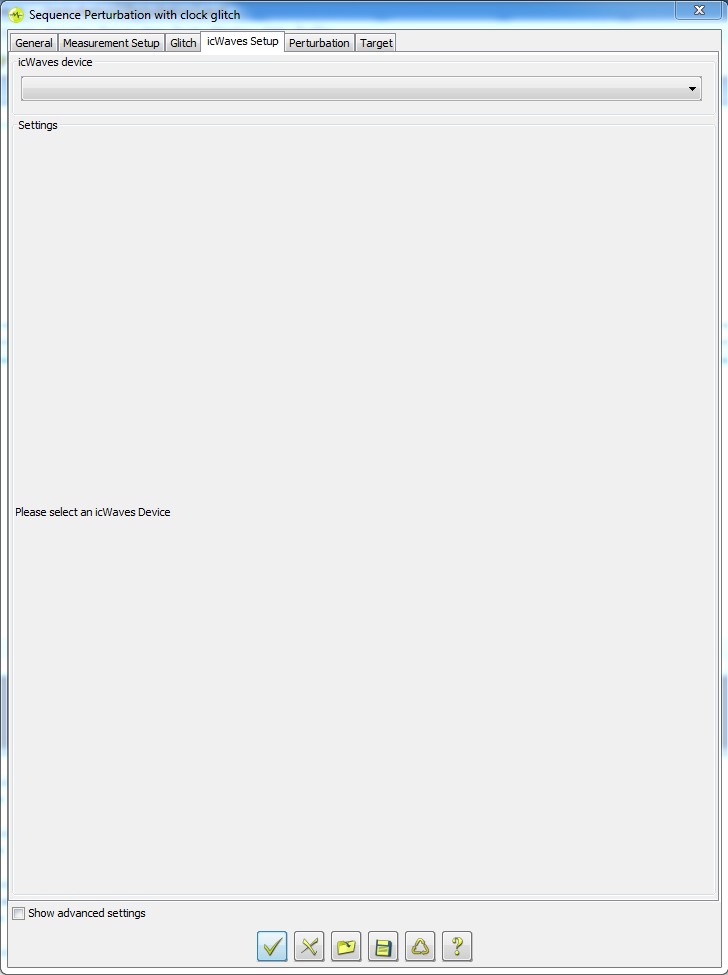 Sequence Perturbation with clock glitch
General Measurement Setup Glitch icWaves Setup Perturbation Target
icWaves device
Settings
Please select an icWaves Device
Show advanced settings